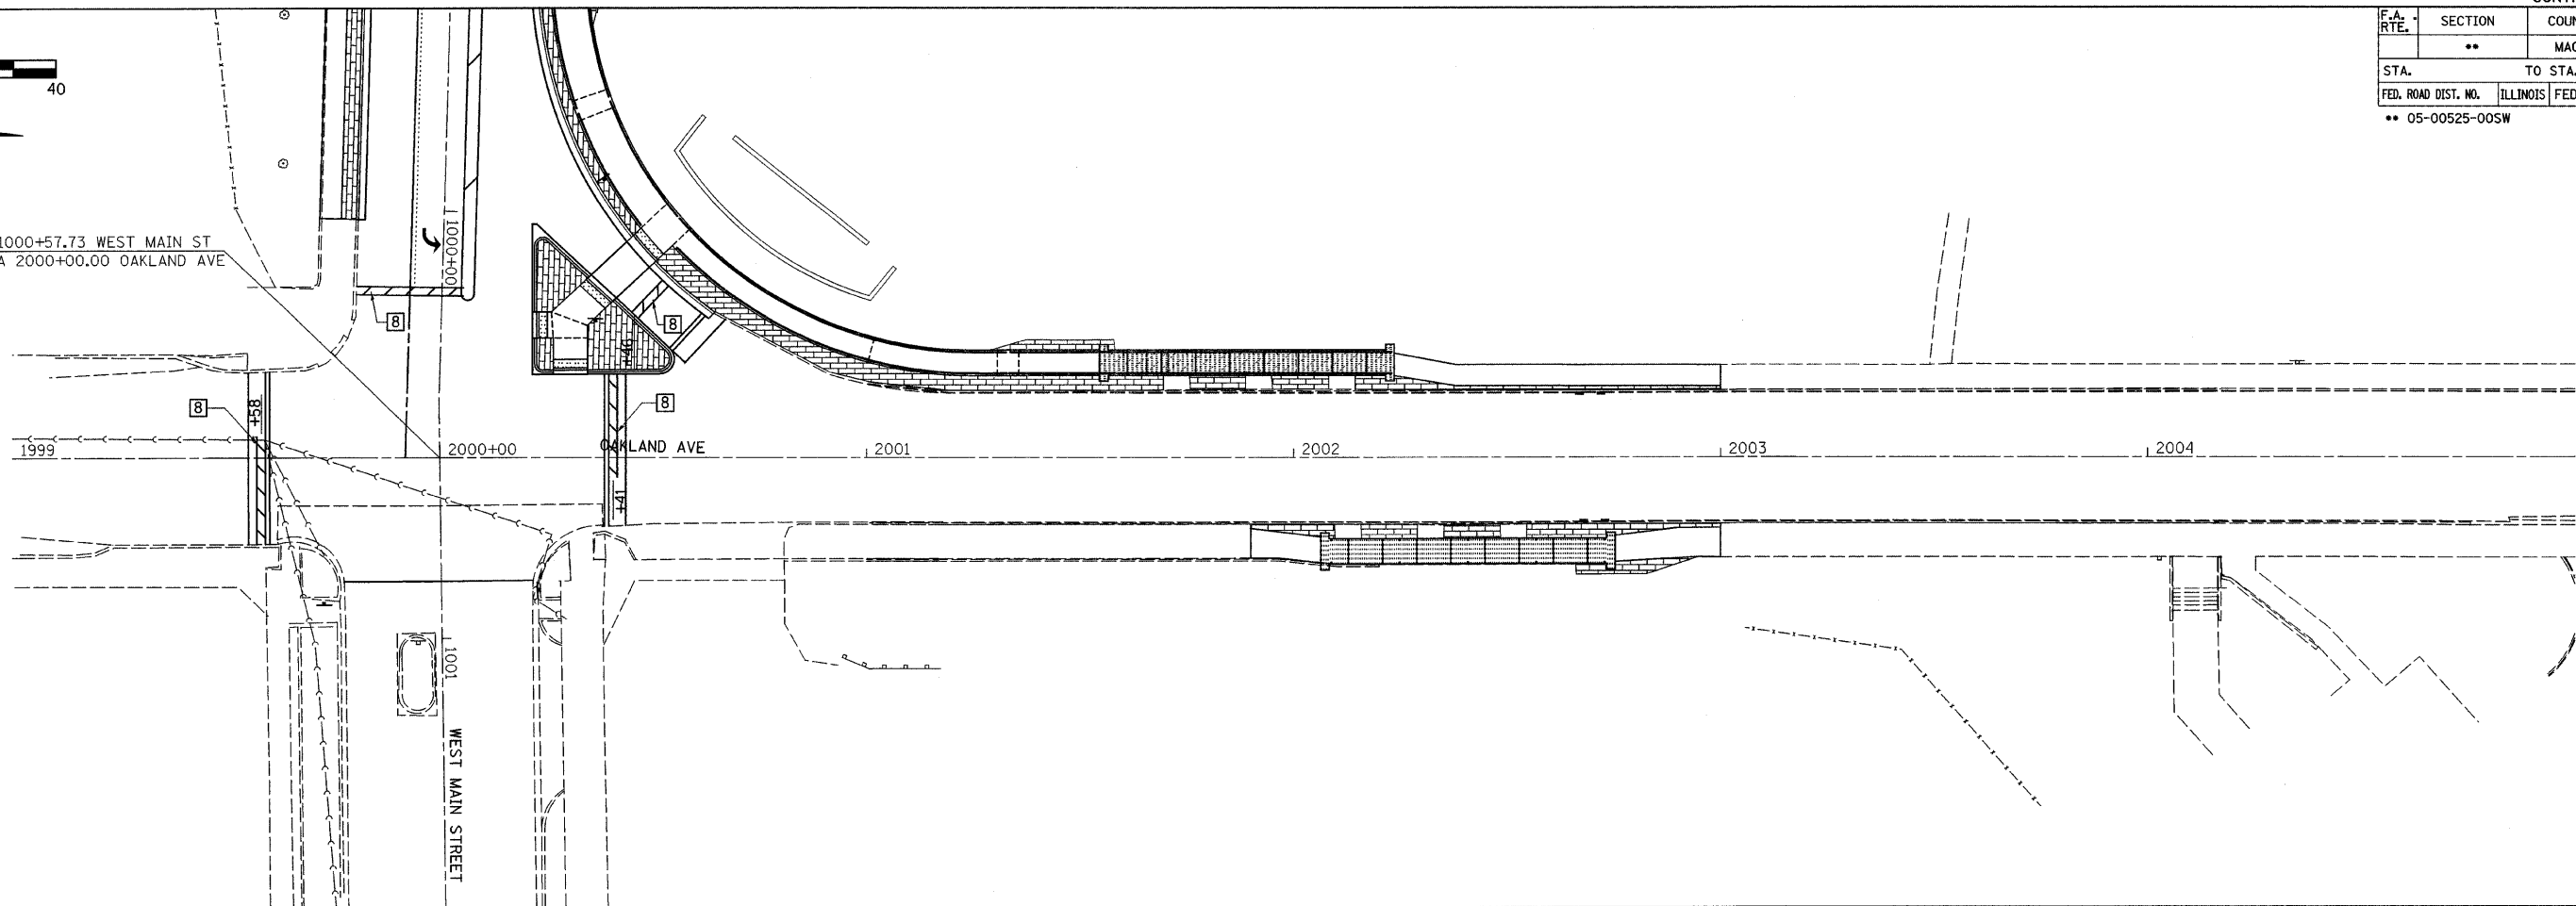 F.A. RTE.
SECTION
**
STA.
TO STA.
FED. ROAD DIST. NO.
ILLINOIS
FED
** 05-00525-00SW
40
1000+57.73 WEST MAIN ST
2000+00.00 OAKLAND AVE
1000+00
8
8
+46
8
8
+58
1999
2000+00
OAKLAND AVE
2001
2002
2003
2004
+41
1001
WEST MAIN STREET